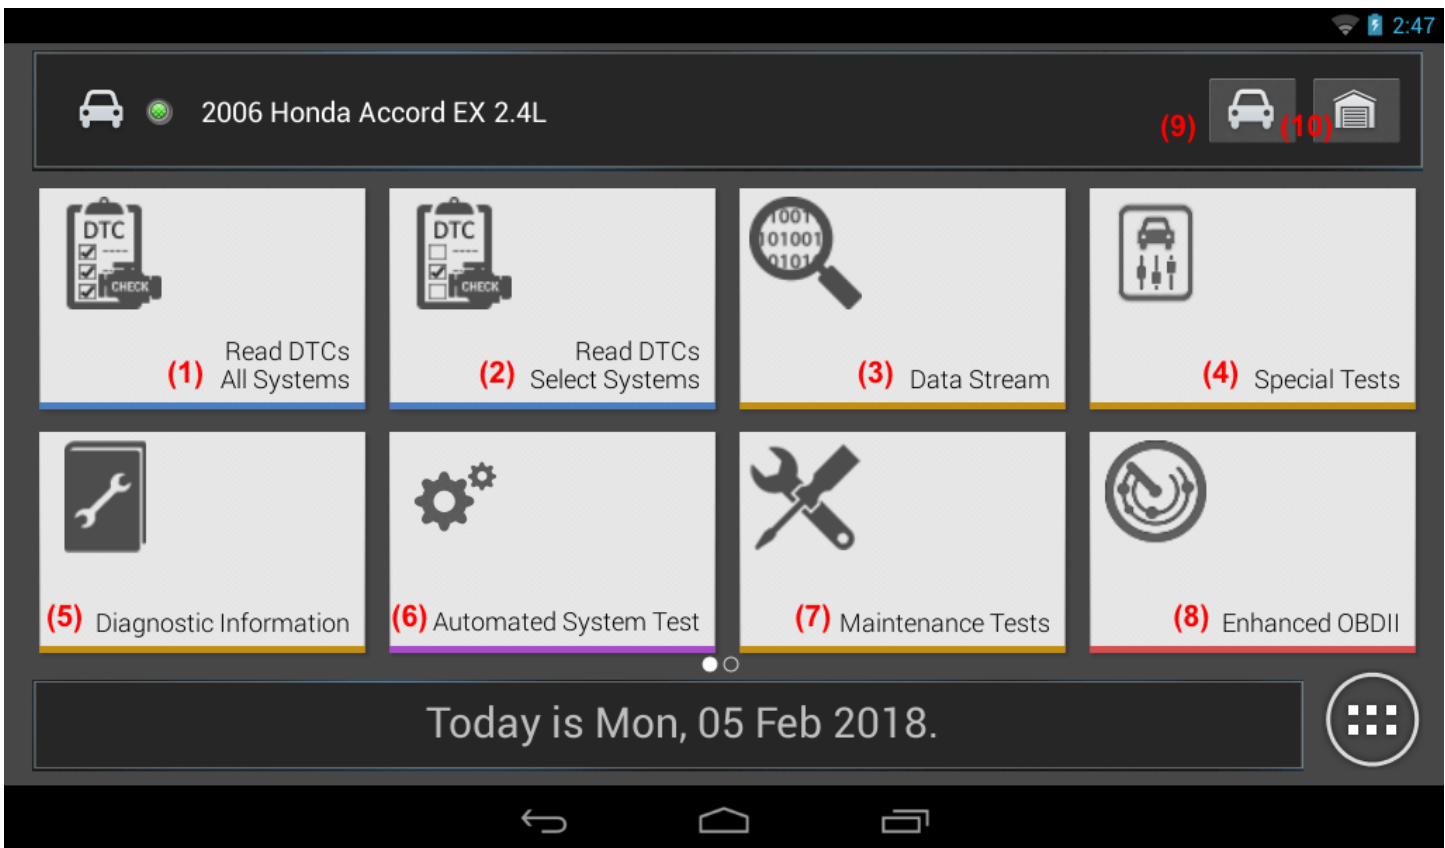 2:47
2006 Honda Accord EX 2.4L
(9)
(10)
DTC
CHECK
(1) Read DTCs
All Systems
DTC
CHECK
(2) Read DTCs
Select Systems
1001
101001
0101
(3) Data Stream
(4) Special Tests
(5) Diagnostic Information
(6) Automated System Test
(7) Maintenance Tests
(8) Enhanced OBDII
Today is Mon, 05 Feb 2018.